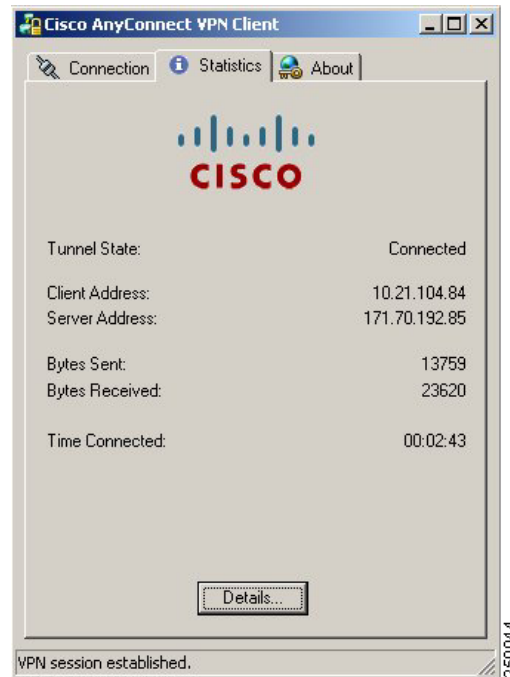 Cisco AnyConnect VPN Client
Connection Statistics About
CISCO
Tunnel State: Connected
Client Address: 10.21.104.84
Server Address: 171.70.192.85
Bytes Sent: 13759
Bytes Received: 23620
Time Connected: 00:02:43
Details...
VPN session established.